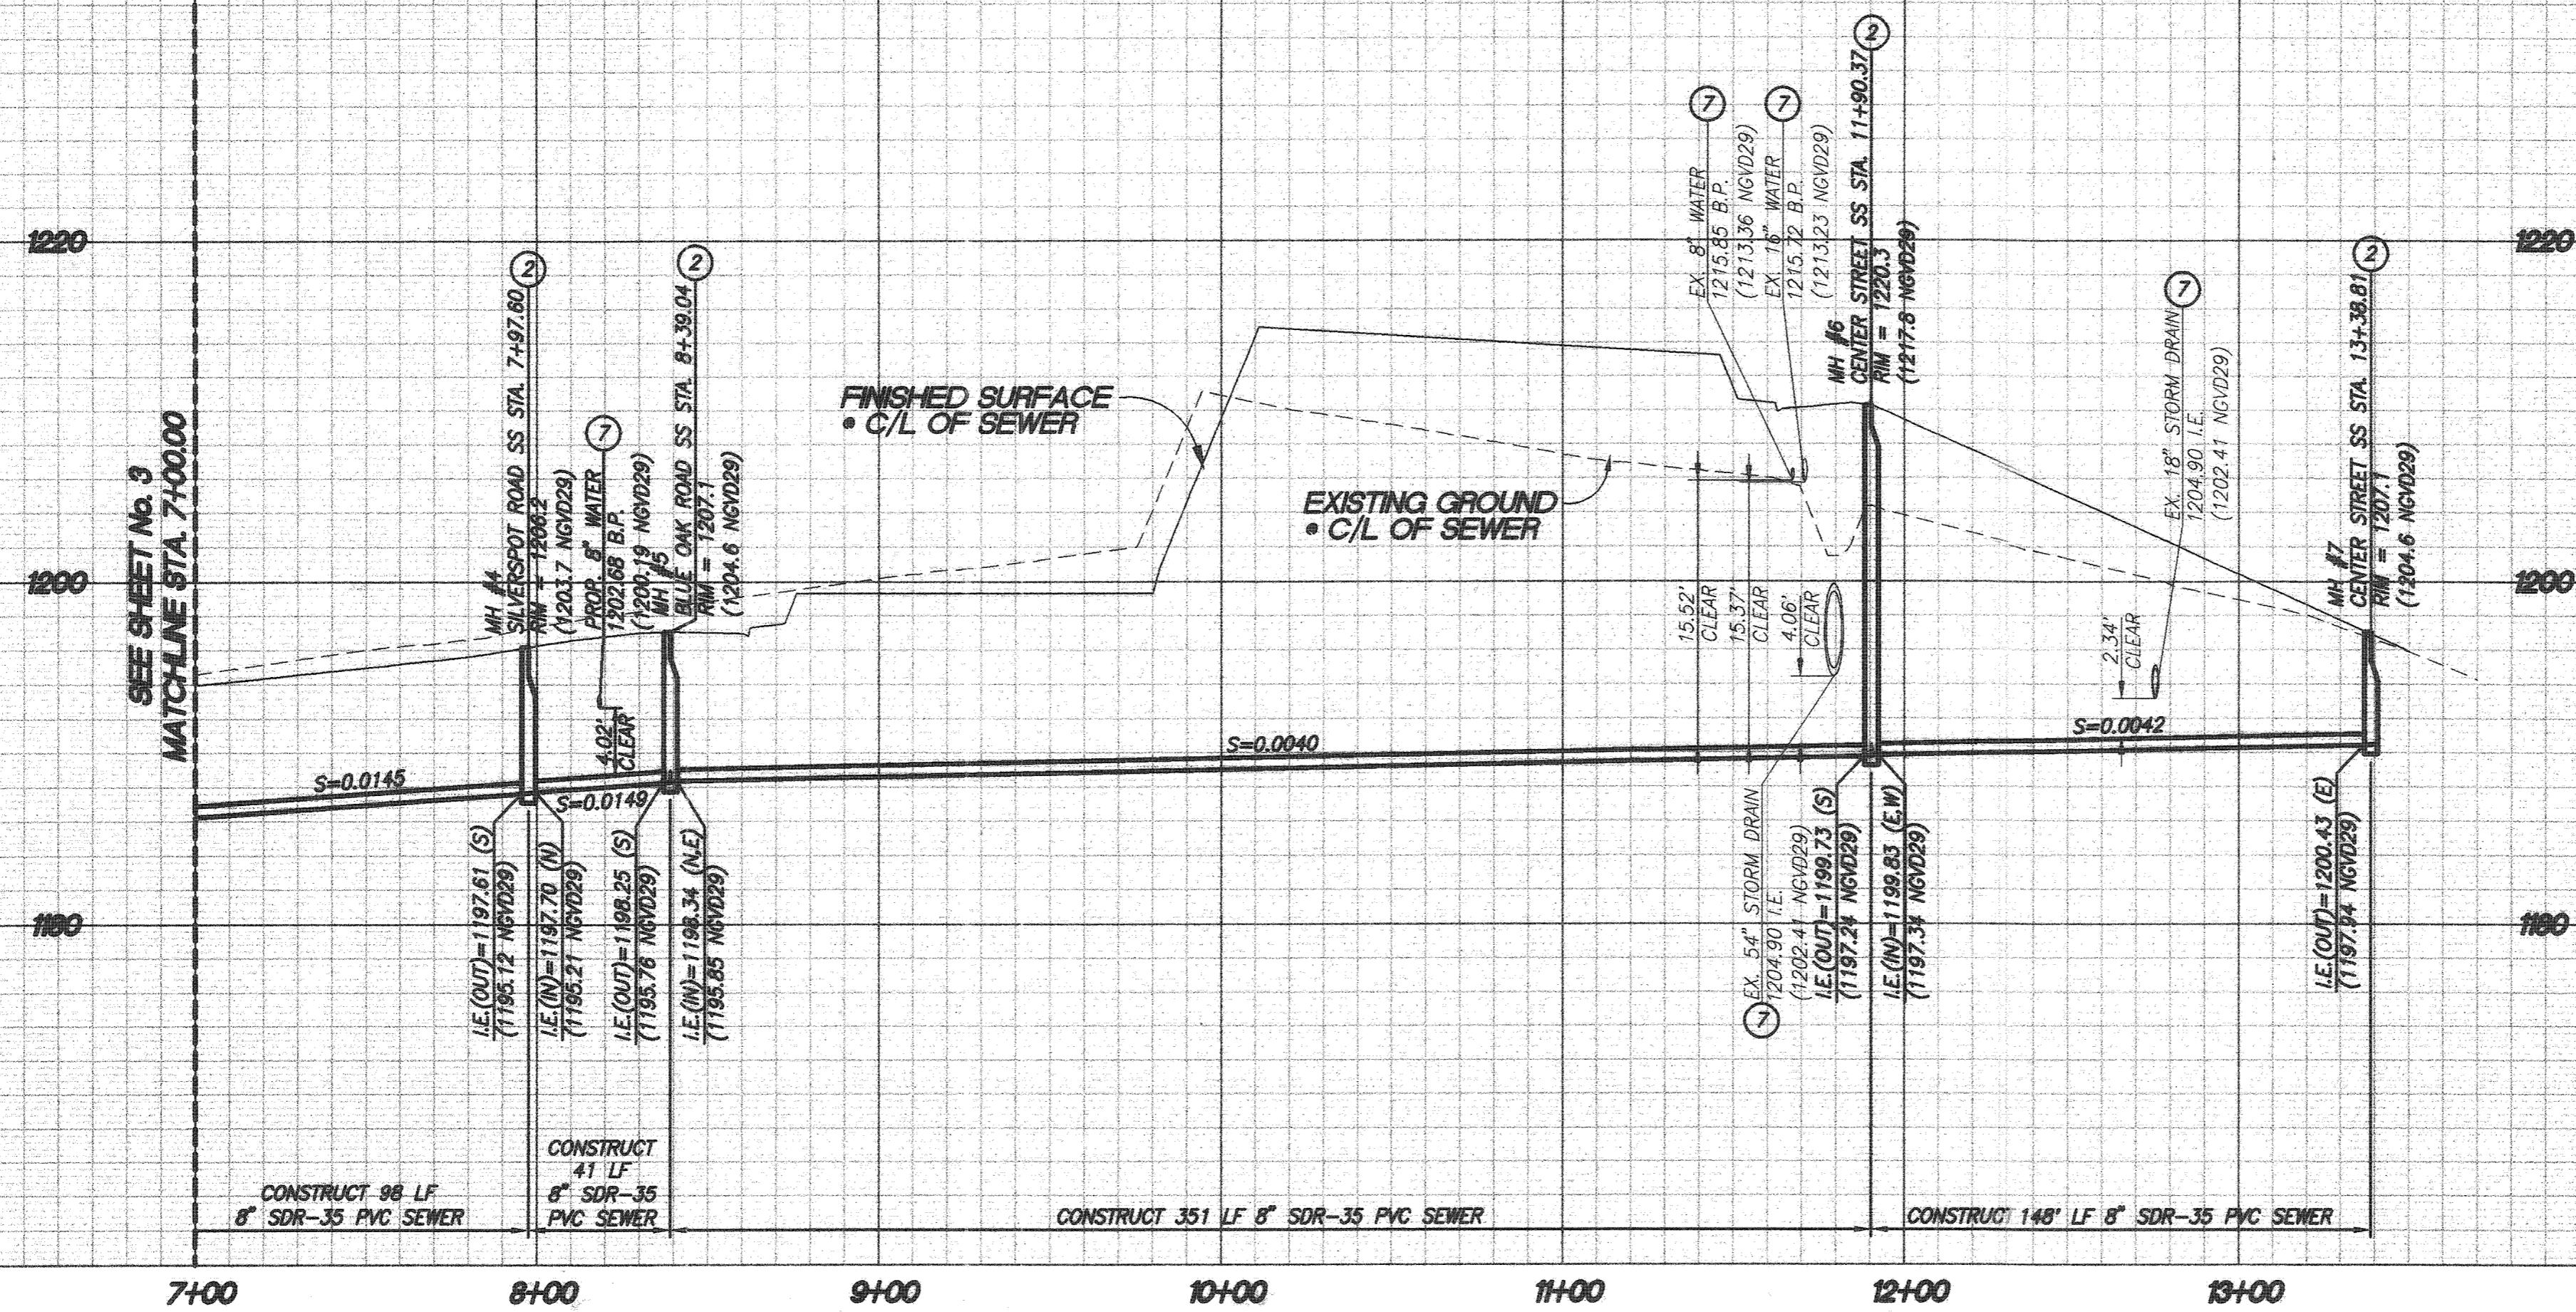 1220
1200
1180
1220
1200
1180
SEE SHEET No. 3
MATCHLINE STA. 7+00.00
2
MH #4
SILVERSPOT ROAD SS STA. 7+97.60
RIM = 1206.2
(1203.7 NGVD29)
7
PROP. 8" WATER
1202.68 B.P.
(1200.19 NGVD29)
2
MH #5
BLUE OAK ROAD SS STA. 8+39.04
RIM = 1207.1
(1204.6 NGVD29)
FINISHED SURFACE
• C/L OF SEWER
EXISTING GROUND
• C/L OF SEWER
7
EX. 8" WATER
1215.85 B.P.
(1213.36 NGVD29)
7
EX. 16" WATER
1215.72 B.P.
(1213.23 NGVD29)
2
MH #6
CENTER STREET SS STA. 11+90.37
RIM = 1220.3
(1217.8 NGVD29)
7
EX. 18" STORM DRAIN
1204.90 I.E.
(1202.41 NGVD29)
2
MH #7
CENTER STREET SS STA. 13+38.81
RIM = 1207.1
(1204.6 NGVD29)
4.02'
CLEAR
15.52'
CLEAR
15.37'
CLEAR
4.06'
CLEAR
2.34'
CLEAR
S=0.0145
S=0.0149
S=0.0040
S=0.0042
I.E.(OUT)=1197.61 (S)
(1195.12 NGVD29)
I.E.(IN)=1197.70 (N)
(1195.21 NGVD29)
I.E.(OUT)=1198.25 (S)
(1195.76 NGVD29)
I.E.(IN)=1198.34 (N,E)
(1195.85 NGVD29)
EX. 54" STORM DRAIN
1204.90 I.E.
(1202.41 NGVD29)
7
I.E.(OUT)=1199.73 (S)
(1197.24 NGVD29)
I.E.(IN)=1199.83 (E,W)
(1197.34 NGVD29)
I.E.(OUT)=1200.43 (E)
(1197.94 NGVD29)
CONSTRUCT 98 LF
8" SDR-35 PVC SEWER
CONSTRUCT
41 LF
8" SDR-35
PVC SEWER
CONSTRUCT 351 LF 8" SDR-35 PVC SEWER
CONSTRUCT 148' LF 8" SDR-35 PVC SEWER
7+00
8+00
9+00
10+00
11+00
12+00
13+00